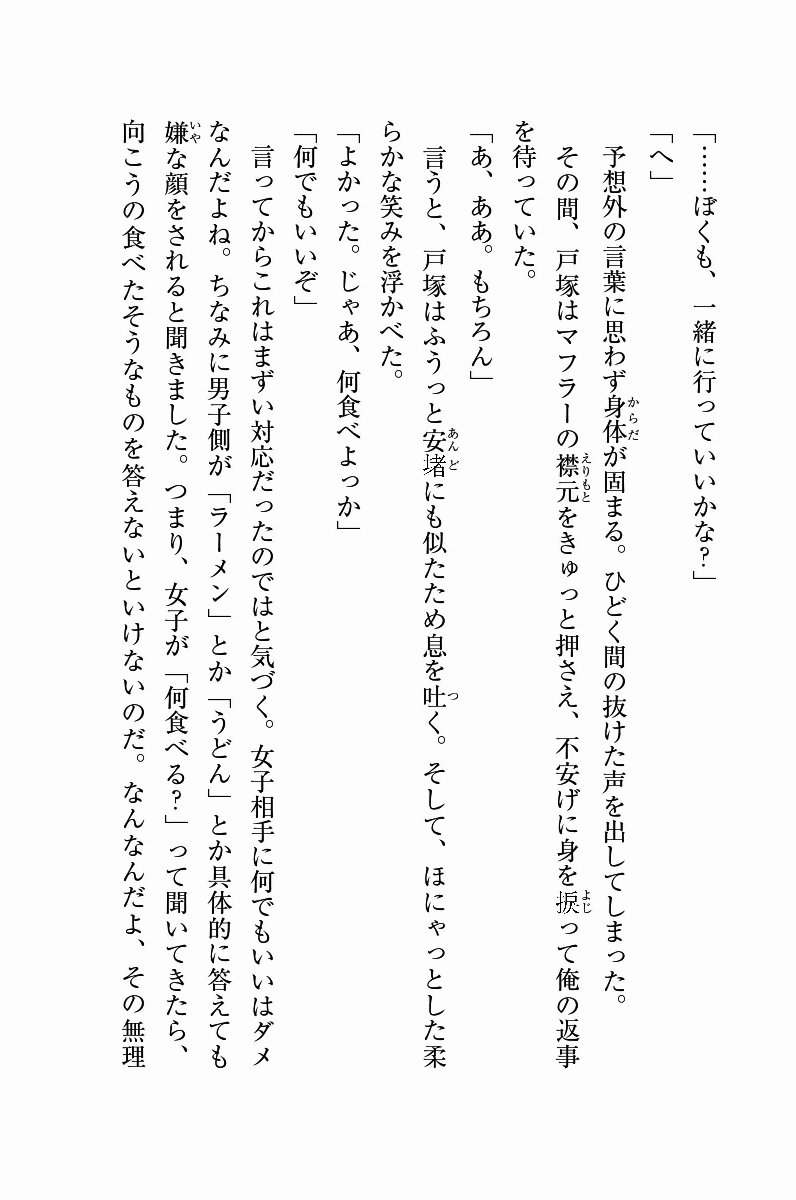 「……ぼくも、一緒に行っていいかな?」
「へ」
予想外の言葉に思わず身体が固まる。ひどく間の抜けた声を出してしまった。
その間、戸塚はマフラーの襟元をきゅっと押さえ、不安げに身を捩って俺の返事
を待っていた。
「あ、ああ。もちろん」
言うと、戸塚はふうっと安堵にも似たため息を吐く。そして、ほにゃっとした柔
らかな笑みを浮かべた。
「よかった。じゃあ、何食べよっか」
「何でもいいぞ」
言ってからこれはまずい対応だったのではと気づく。女子相手に何でもいいはダメ
なんだよね。ちなみに男子側が「ラーメン」とか「うどん」とか具体的に答えても
嫌な顔をされると聞きました。つまり、女子が「何食べる?」って聞いてきたら、
向こうの食べたそうなものを答えないといけないのだ。なんなんだよ、その無理